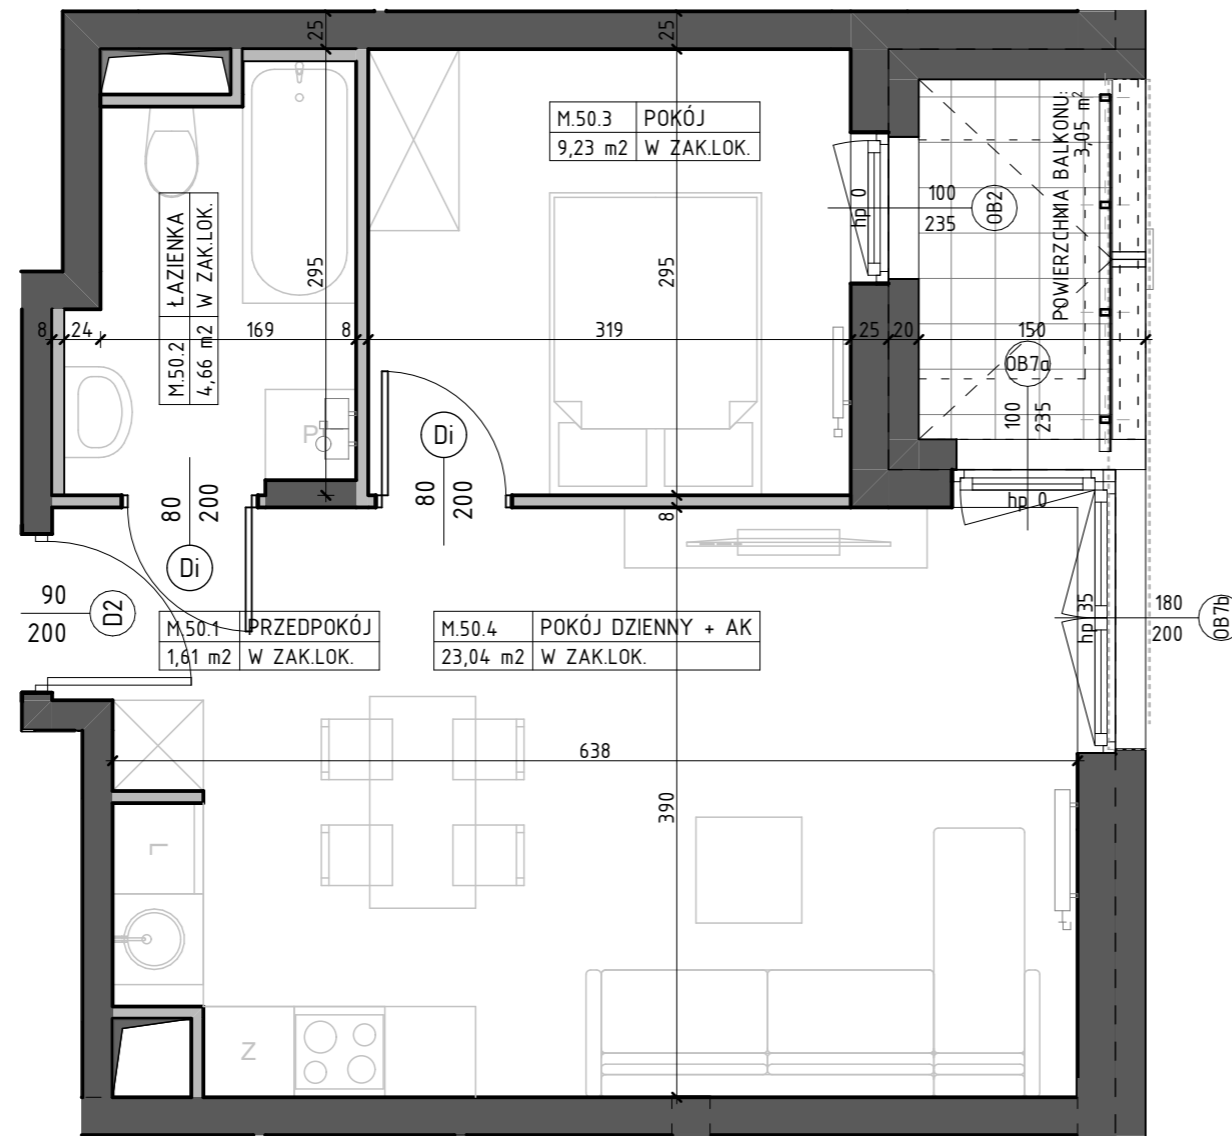 25
25
M.50.3 POKÓJ
9,23 m2 W ZAK.LOK.
POWIERZCHNIA BALKONU:
3,05 m²
M.50.2 ŁAZIENKA
4,66 m2 W ZAK.LOK.
295
295
hp 0
100
235
OB2
8
24
169
8
319
25
20
150
OB7a
100
235
P
Di
80
200
80
200
Di
8
hp 0
90
200
D2
M.50.1 PRZEDPOKÓJ
1,61 m2 W ZAK.LOK.
M.50.4 POKÓJ DZIENNY + AK
23,04 m2 W ZAK.LOK.
hp 35
180
200
OB7b
638
390
L
Z